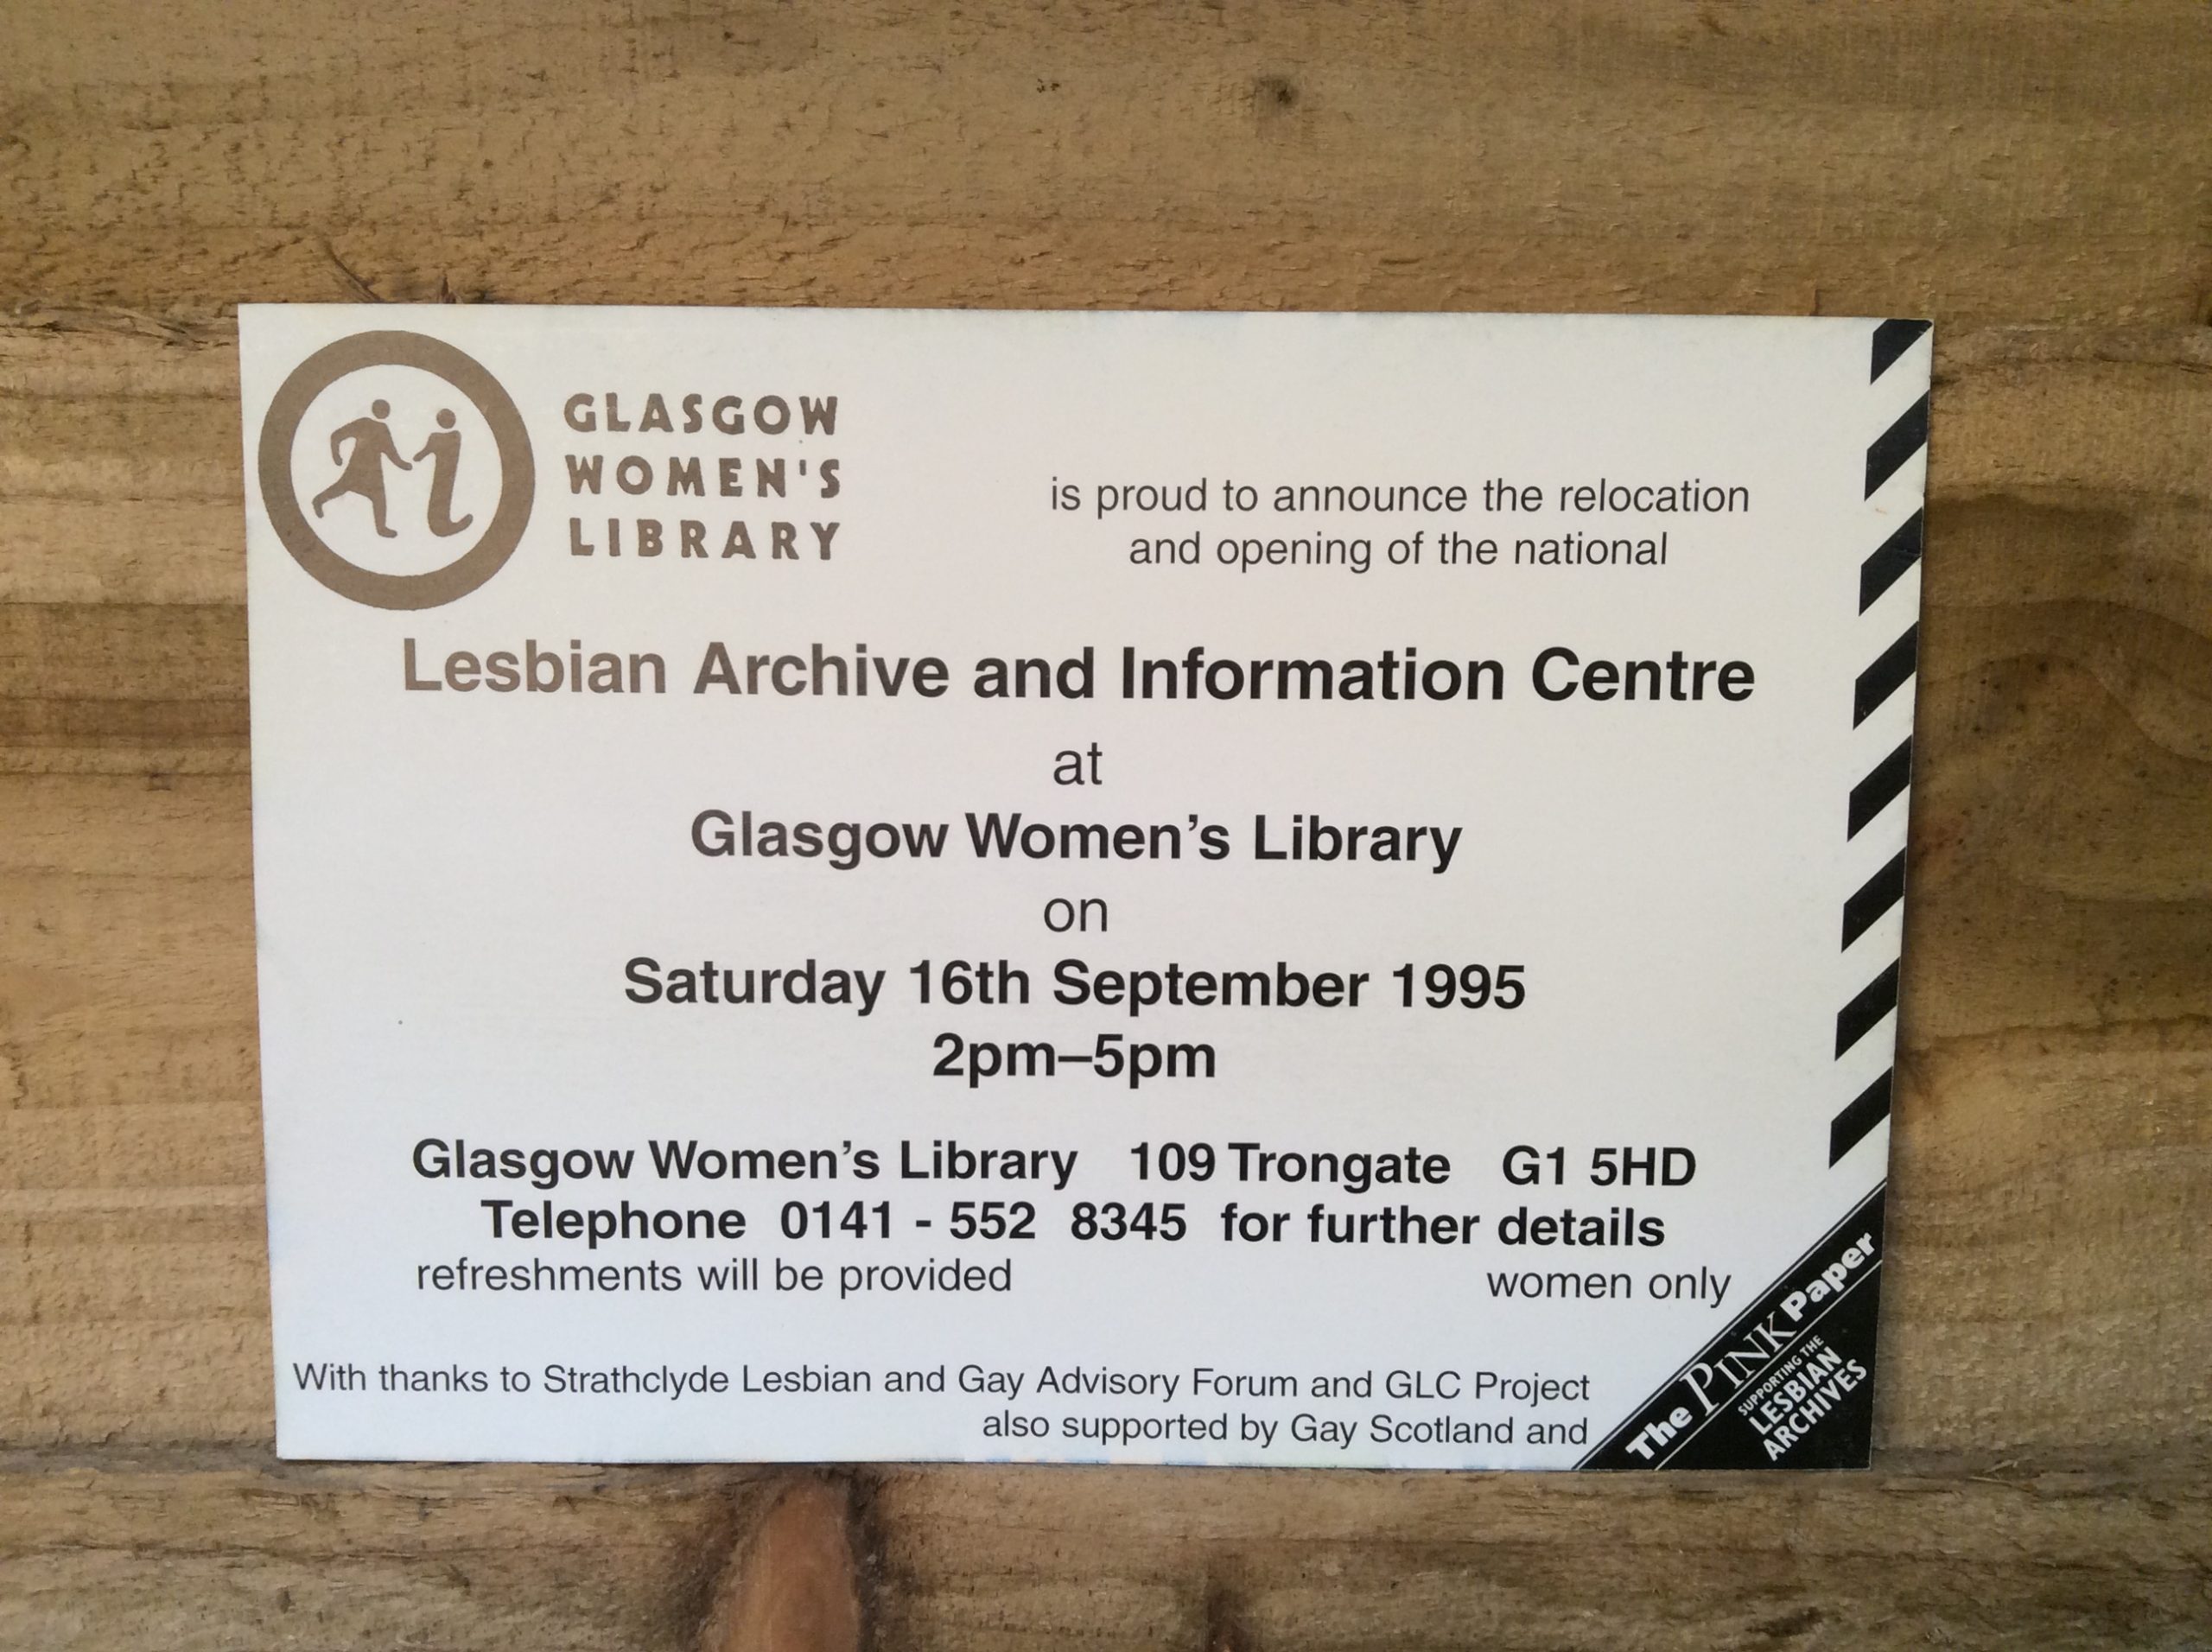 GLASGOW
WOMEN'S
LIBRARY
is proud to announce the relocation
and opening of the national
Lesbian Archive and Information Centre
at
Glasgow Women’s Library
on
Saturday 16th September 1995
2pm–5pm
Glasgow Women’s Library 109 Trongate G1 5HD
Telephone 0141 - 552 8345 for further details
refreshments will be provided women only
With thanks to Strathclyde Lesbian and Gay Advisory Forum and GLC Project
also supported by Gay Scotland and
The PINK Paper
SUPPORTING THE
LESBIAN
ARCHIVES